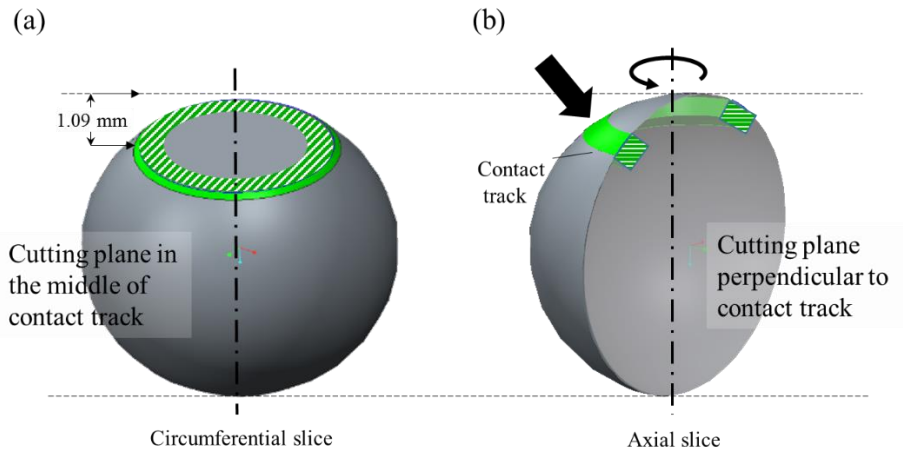 (a)
(b)
1.09 mm
Contact
track
Cutting plane in
the middle of
contact track
Cutting plane
perpendicular to
contact track
Circumferential slice
Axial slice